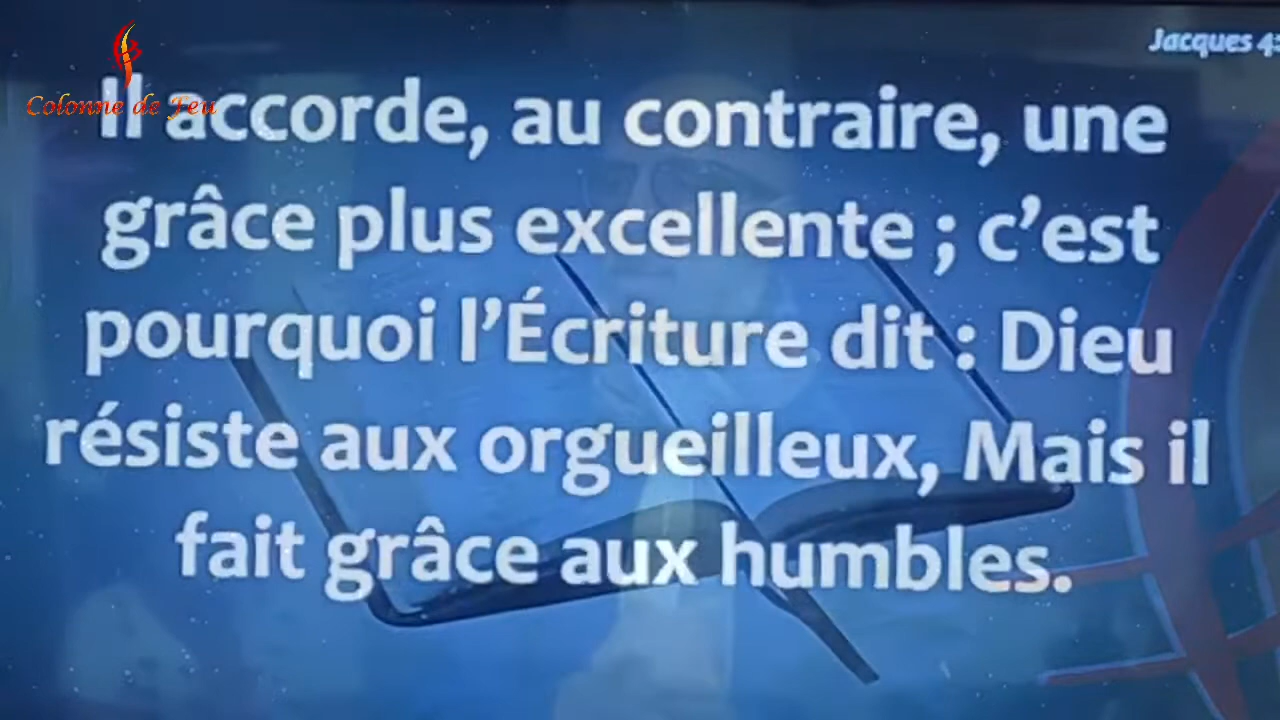 Jacques 4:
Colonne de Feu
Il accorde, au contraire, une
grâce plus excellente ; c’est
pourquoi l’Écriture dit : Dieu
résiste aux orgueilleux, Mais il
fait grâce aux humbles.